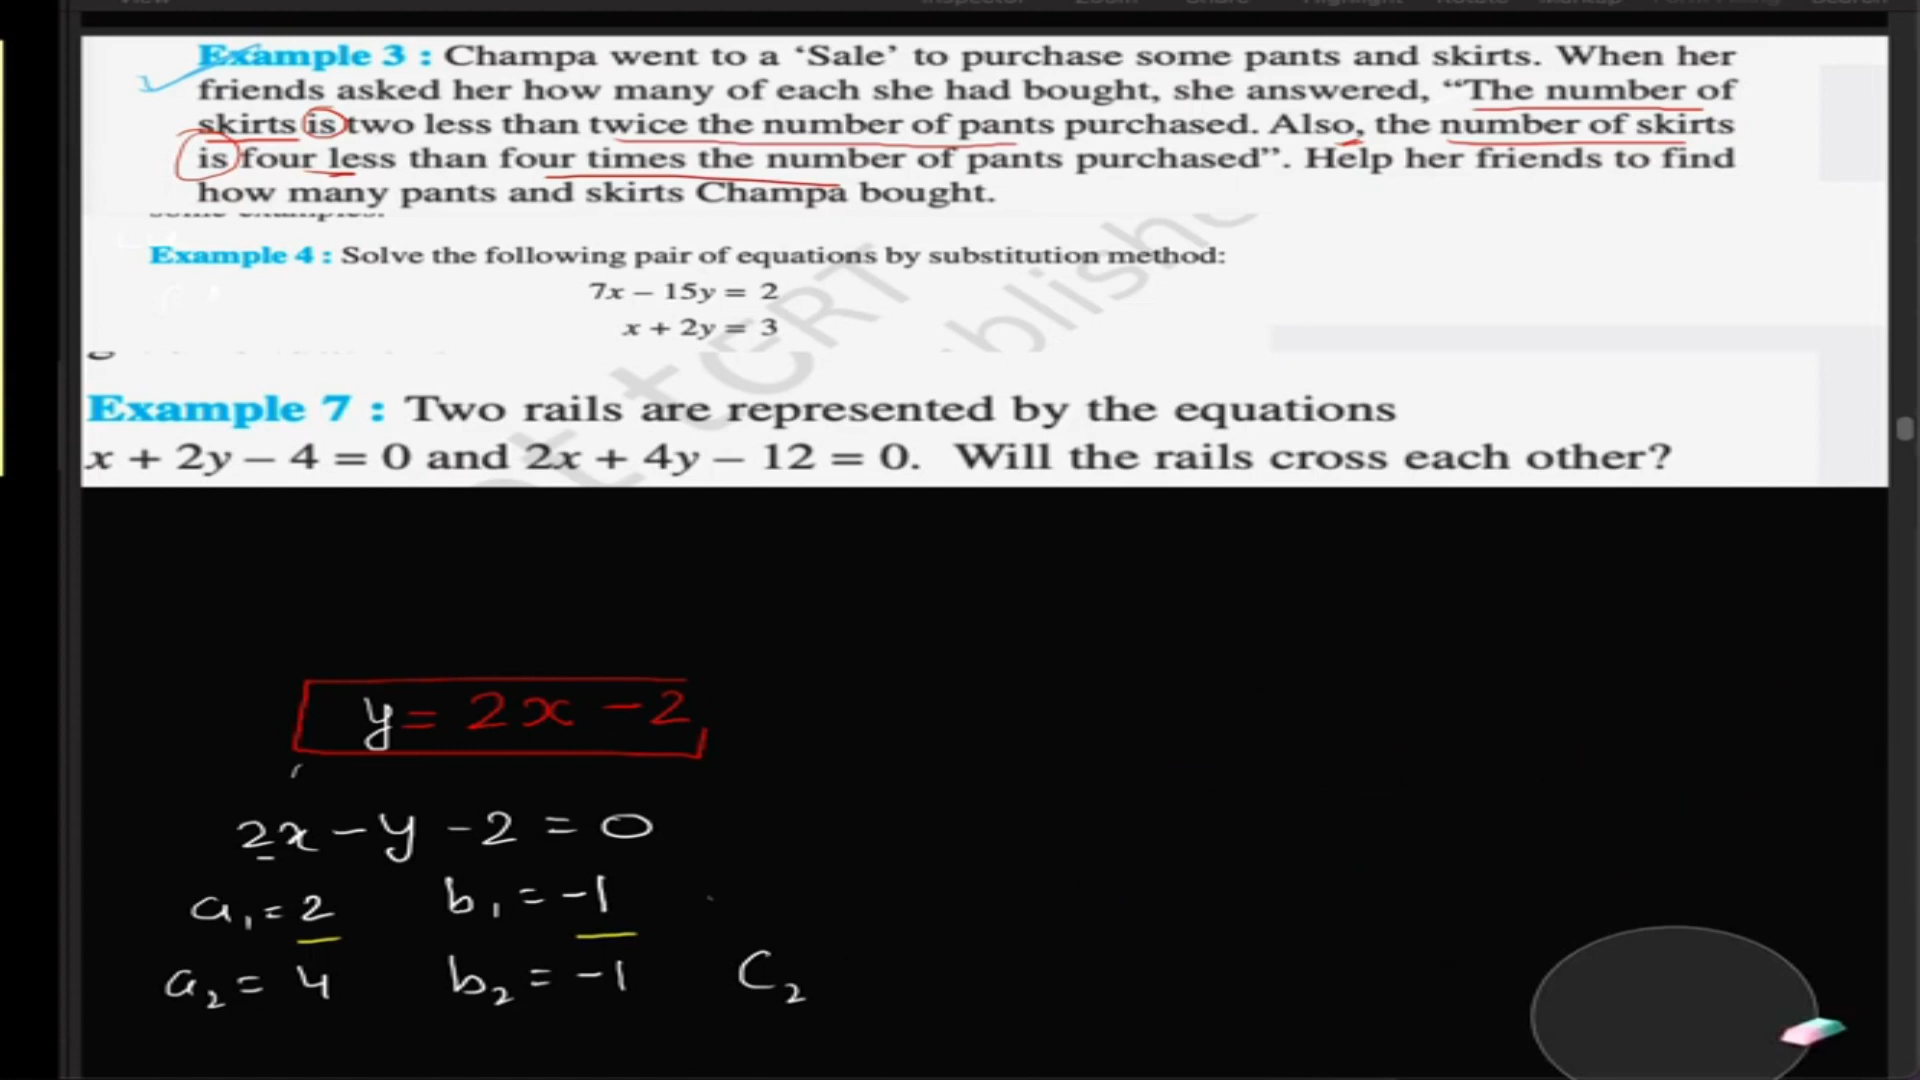 Example 3 : Champa went to a ‘Sale’ to purchase some pants and skirts. When her
friends asked her how many of each she had bought, she answered, “The number of
skirts is two less than twice the number of pants purchased. Also, the number of skirts
is four less than four times the number of pants purchased”. Help her friends to find
how many pants and skirts Champa bought.
some examples.
Example 4 : Solve the following pair of equations by substitution method:
7x – 15y = 2
x + 2y = 3
Example 7 : Two rails are represented by the equations
x + 2y – 4 = 0 and 2x + 4y – 12 = 0. Will the rails cross each other?
y = 2x - 2
2x - y - 2 = 0
a₁ = 2 b₁ = -1
a₂ = 4 b₂ = -1 C₂